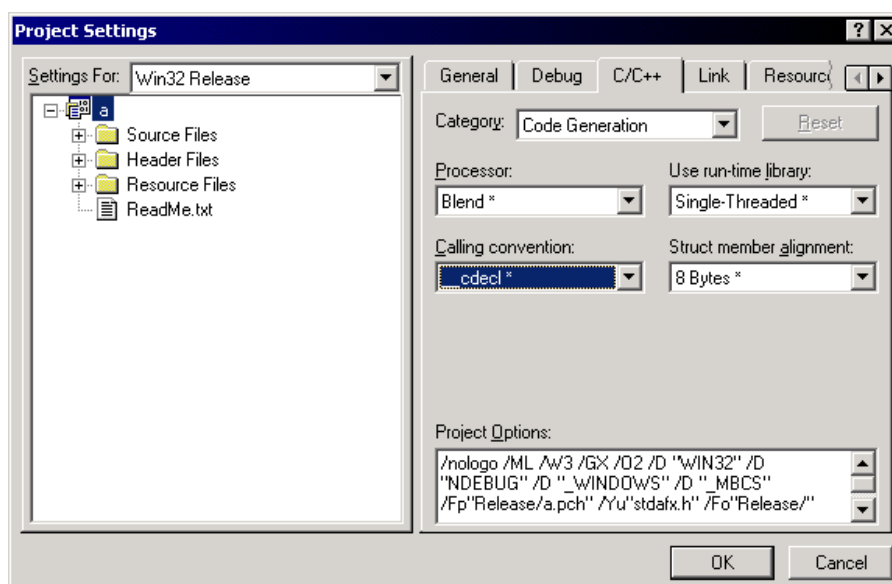 Project Settings
Settings For: Win32 Release
a
Source Files
Header Files
Resource Files
ReadMe.txt
General Debug C/C++ Link Resourc
Category: Code Generation Reset
Processor: Use run-time library:
Blend * Single-Threaded *
Calling convention: Struct member alignment:
__cdecl * 8 Bytes *
Project Options:
/nologo /ML /W3 /GX /O2 /D "WIN32" /D
"NDEBUG" /D "_WINDOWS" /D "_MBCS"
/Fp"Release/a.pch" /Yu"stdafx.h" /Fo"Release/"
OK Cancel